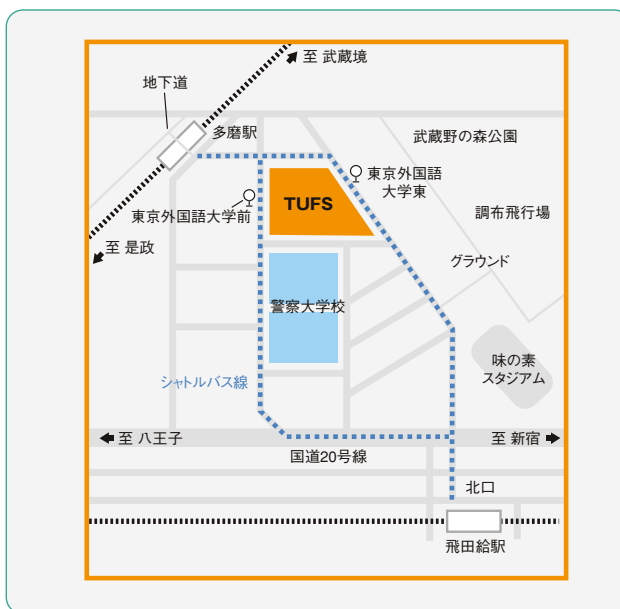 至 武蔵境
地下道
多磨駅
武蔵野の森公園
東京外国語
大学東
TUFS
東京外国語大学前
調布飛行場
至 是政
グラウンド
警察大学校
味の素
スタジアム
シャトルバス線
至 八王子
至 新宿
国道20号線
北口
飛田給駅